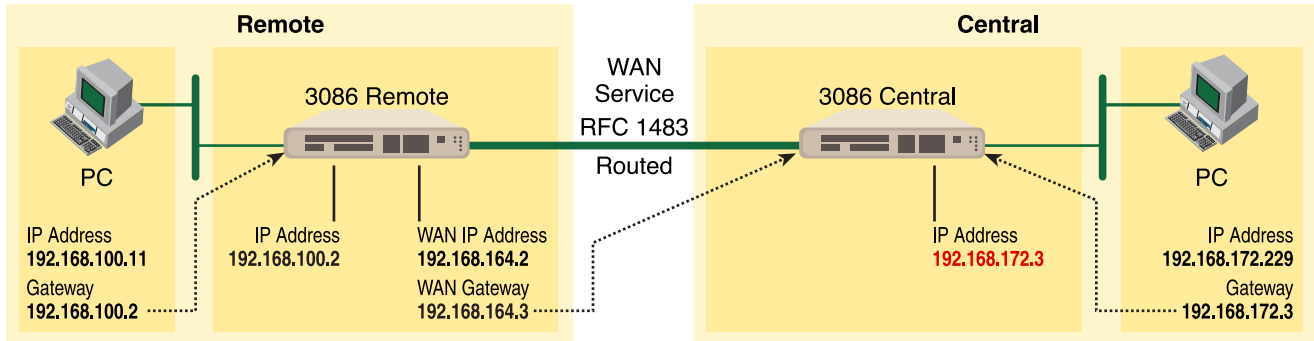 Remote
Central
3086 Remote
WAN
Service
RFC 1483
Routed
3086 Central
PC
PC
IP Address
192.168.100.11
Gateway
192.168.100.2
IP Address
192.168.100.2
WAN IP Address
192.168.164.2
WAN Gateway
192.168.164.3
IP Address
192.168.172.3
IP Address
192.168.172.229
Gateway
192.168.172.3